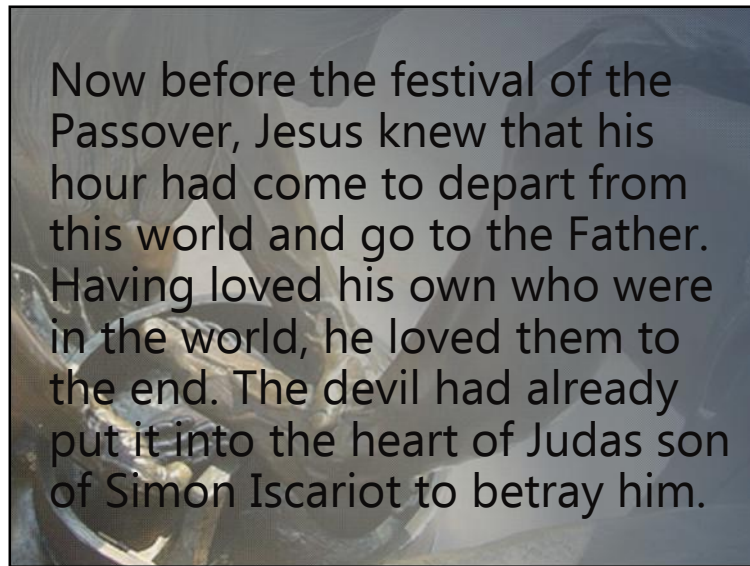 Now before the festival of the
Passover, Jesus knew that his
hour had come to depart from
this world and go to the Father.
Having loved his own who were
in the world, he loved them to
the end. The devil had already
put it into the heart of Judas son
of Simon Iscariot to betray him.